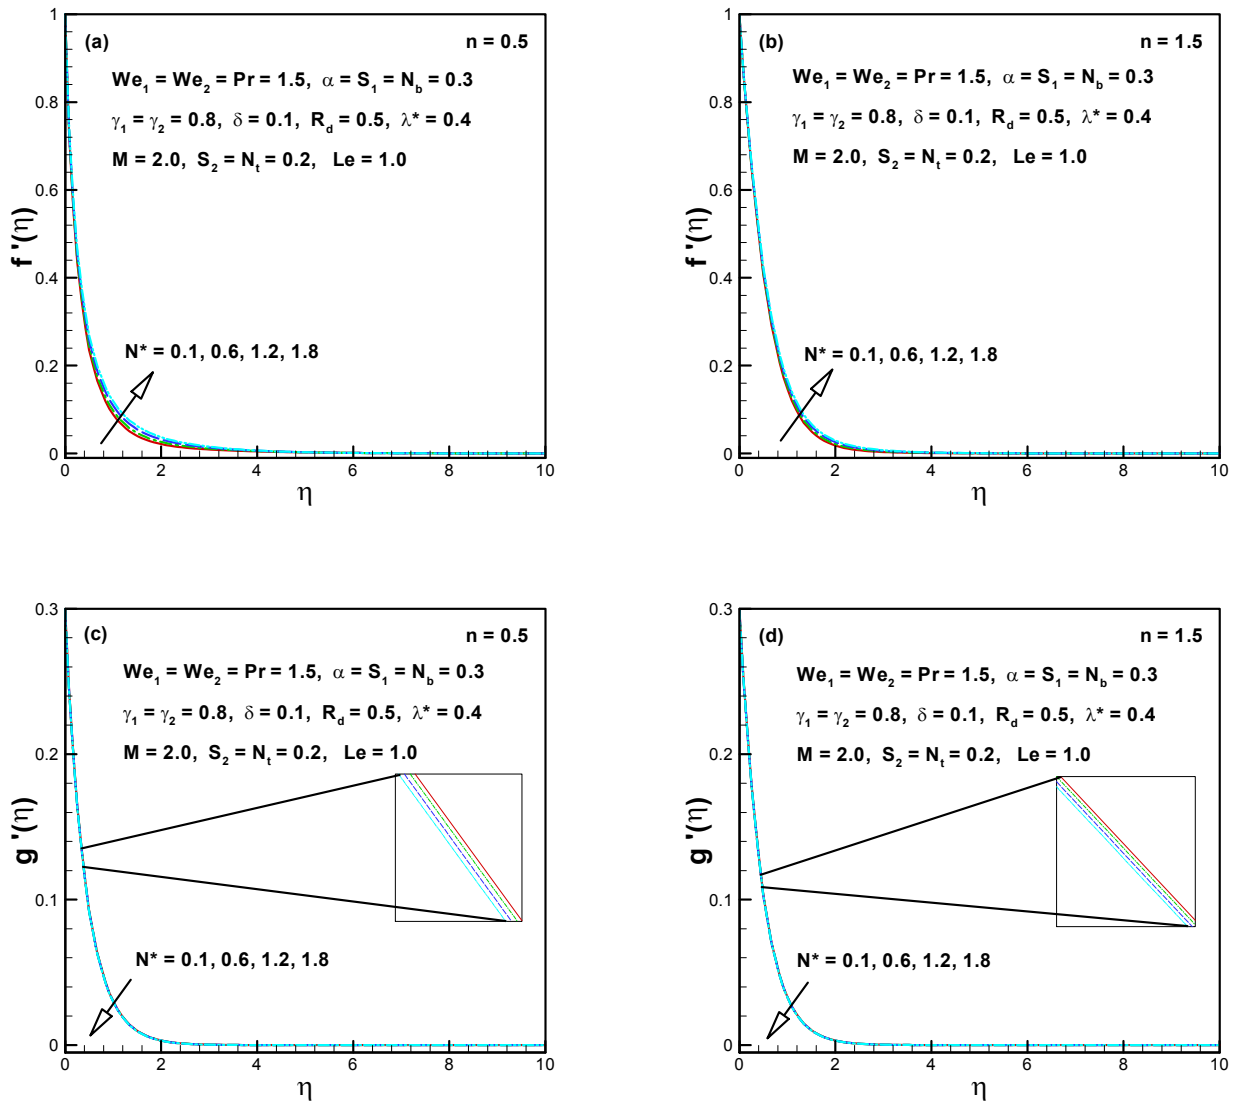 (a)
n = 0.5
We₁ = We₂ = Pr = 1.5, α = S₁ = N_b = 0.3
γ₁ = γ₂ = 0.8, δ = 0.1, R_d = 0.5, λ* = 0.4
M = 2.0, S₂ = N_t = 0.2, Le = 1.0
N* = 0.1, 0.6, 1.2, 1.8
f '(η)
1
0.8
0.6
0.4
0.2
0
0 2 4 6 8 10
η
(b)
n = 1.5
We₁ = We₂ = Pr = 1.5, α = S₁ = N_b = 0.3
γ₁ = γ₂ = 0.8, δ = 0.1, R_d = 0.5, λ* = 0.4
M = 2.0, S₂ = N_t = 0.2, Le = 1.0
N* = 0.1, 0.6, 1.2, 1.8
f '(η)
1
0.8
0.6
0.4
0.2
0
0 2 4 6 8 10
η
(c)
n = 0.5
We₁ = We₂ = Pr = 1.5, α = S₁ = N_b = 0.3
γ₁ = γ₂ = 0.8, δ = 0.1, R_d = 0.5, λ* = 0.4
M = 2.0, S₂ = N_t = 0.2, Le = 1.0
N* = 0.1, 0.6, 1.2, 1.8
g '(η)
0.3
0.2
0.1
0
0 2 4 6 8 10
η
(d)
n = 1.5
We₁ = We₂ = Pr = 1.5, α = S₁ = N_b = 0.3
γ₁ = γ₂ = 0.8, δ = 0.1, R_d = 0.5, λ* = 0.4
M = 2.0, S₂ = N_t = 0.2, Le = 1.0
N* = 0.1, 0.6, 1.2, 1.8
g '(η)
0.3
0.2
0.1
0
0 2 4 6 8 10
η